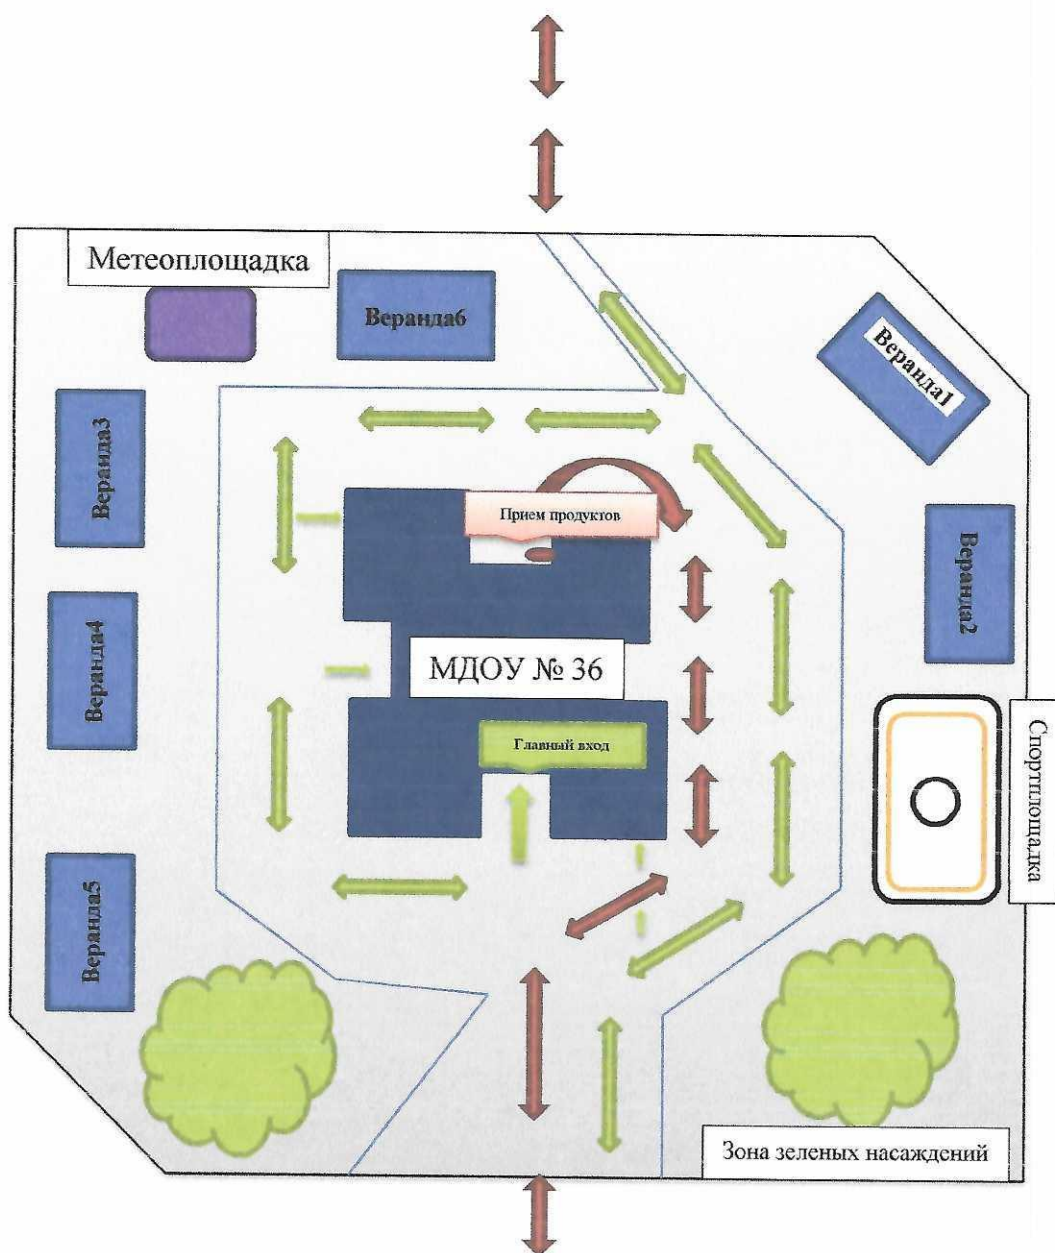 Метеоплощадка
Веранда6
Веранда1
Веранда3
Прием продуктов
Веранда2
Веранда4
МДОУ № 36
Главный вход
Спортплощадка
Веранда5
Зона зеленых насаждений